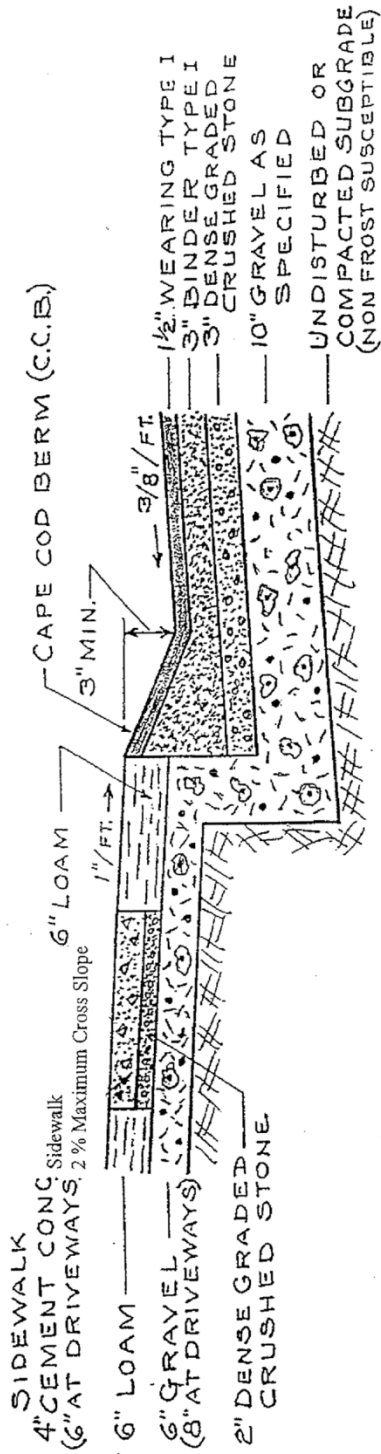 SIDEWALK
4" CEMENT CONC
(6" AT DRIVEWAYS)
Sidewalk
2 % Maximum Cross Slope
6" LOAM
6" GRAVEL
(8" AT DRIVEWAYS)
2" DENSE GRADED
CRUSHED STONE
6" LOAM
1"/FT.
CAPE COD BERM (C.C.B.)
3" MIN.
3/8"/FT.
1½" WEARING TYPE I
3" BINDER TYPE I
3" DENSE GRADED
CRUSHED STONE
10" GRAVEL AS
SPECIFIED
UNDISTURBED OR
COMPACTED SUBGRADE
(NON FROST SUSCEPTIBLE)